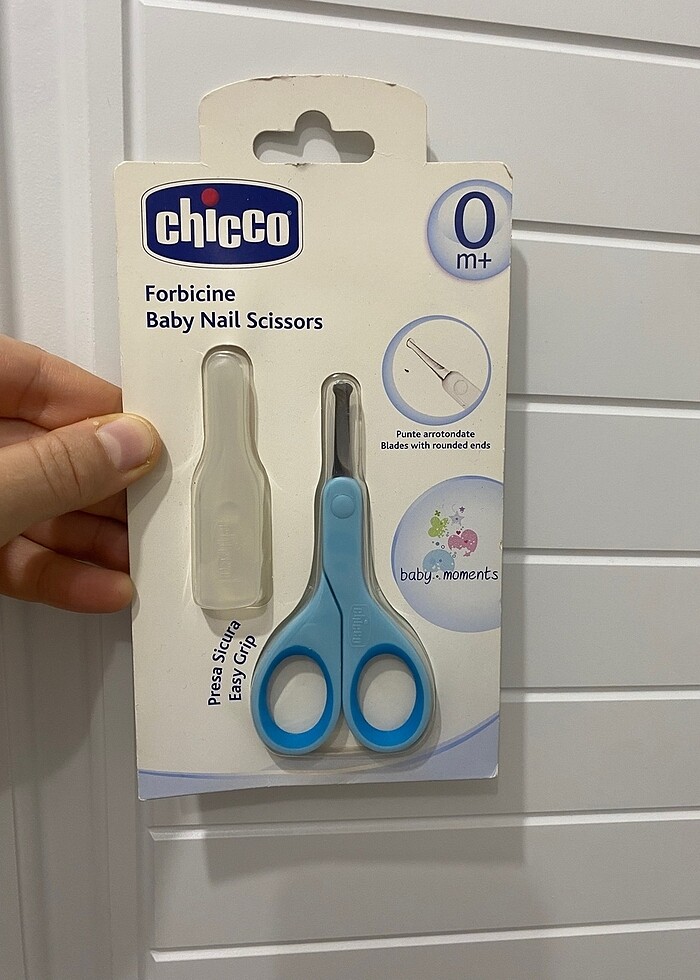 chicco
0
m+
Forbicine
Baby Nail Scissors
Punte arrotondate
Blades with rounded ends
baby moments
Presa Sicura
Easy Grip
chicco